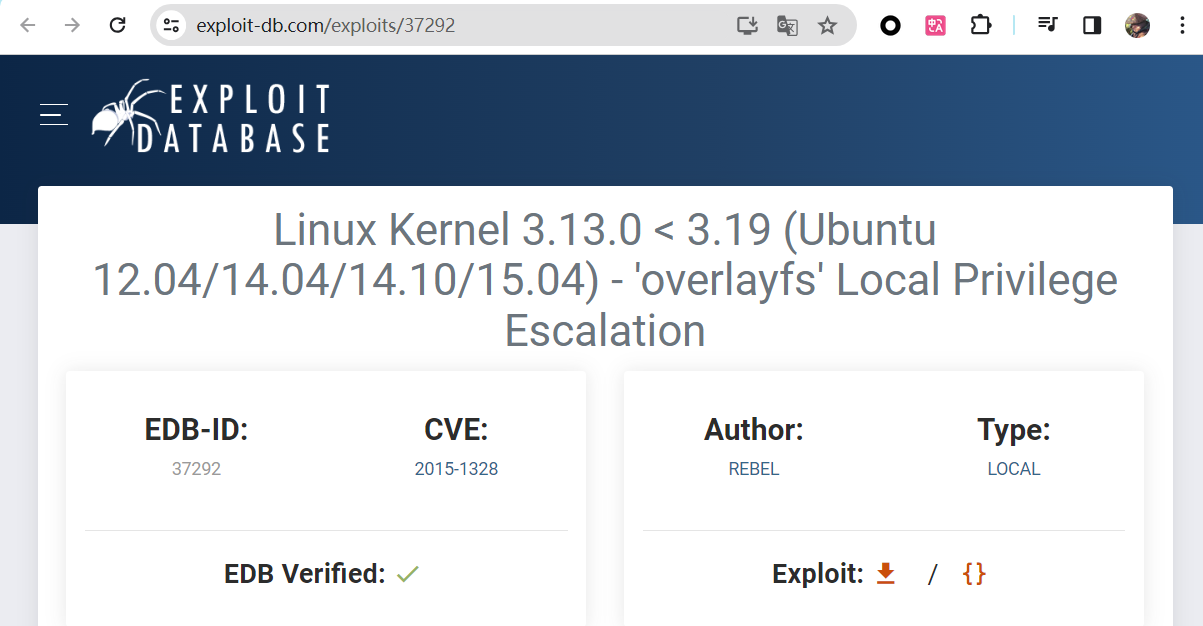 exploit-db.com/exploits/37292
EXPLOIT
DATABASE
Linux Kernel 3.13.0 < 3.19 (Ubuntu
12.04/14.04/14.10/15.04) - 'overlayfs' Local Privilege
Escalation
EDB-ID:
37292
CVE:
2015-1328
Author:
REBEL
Type:
LOCAL
EDB Verified:
Exploit: / {}